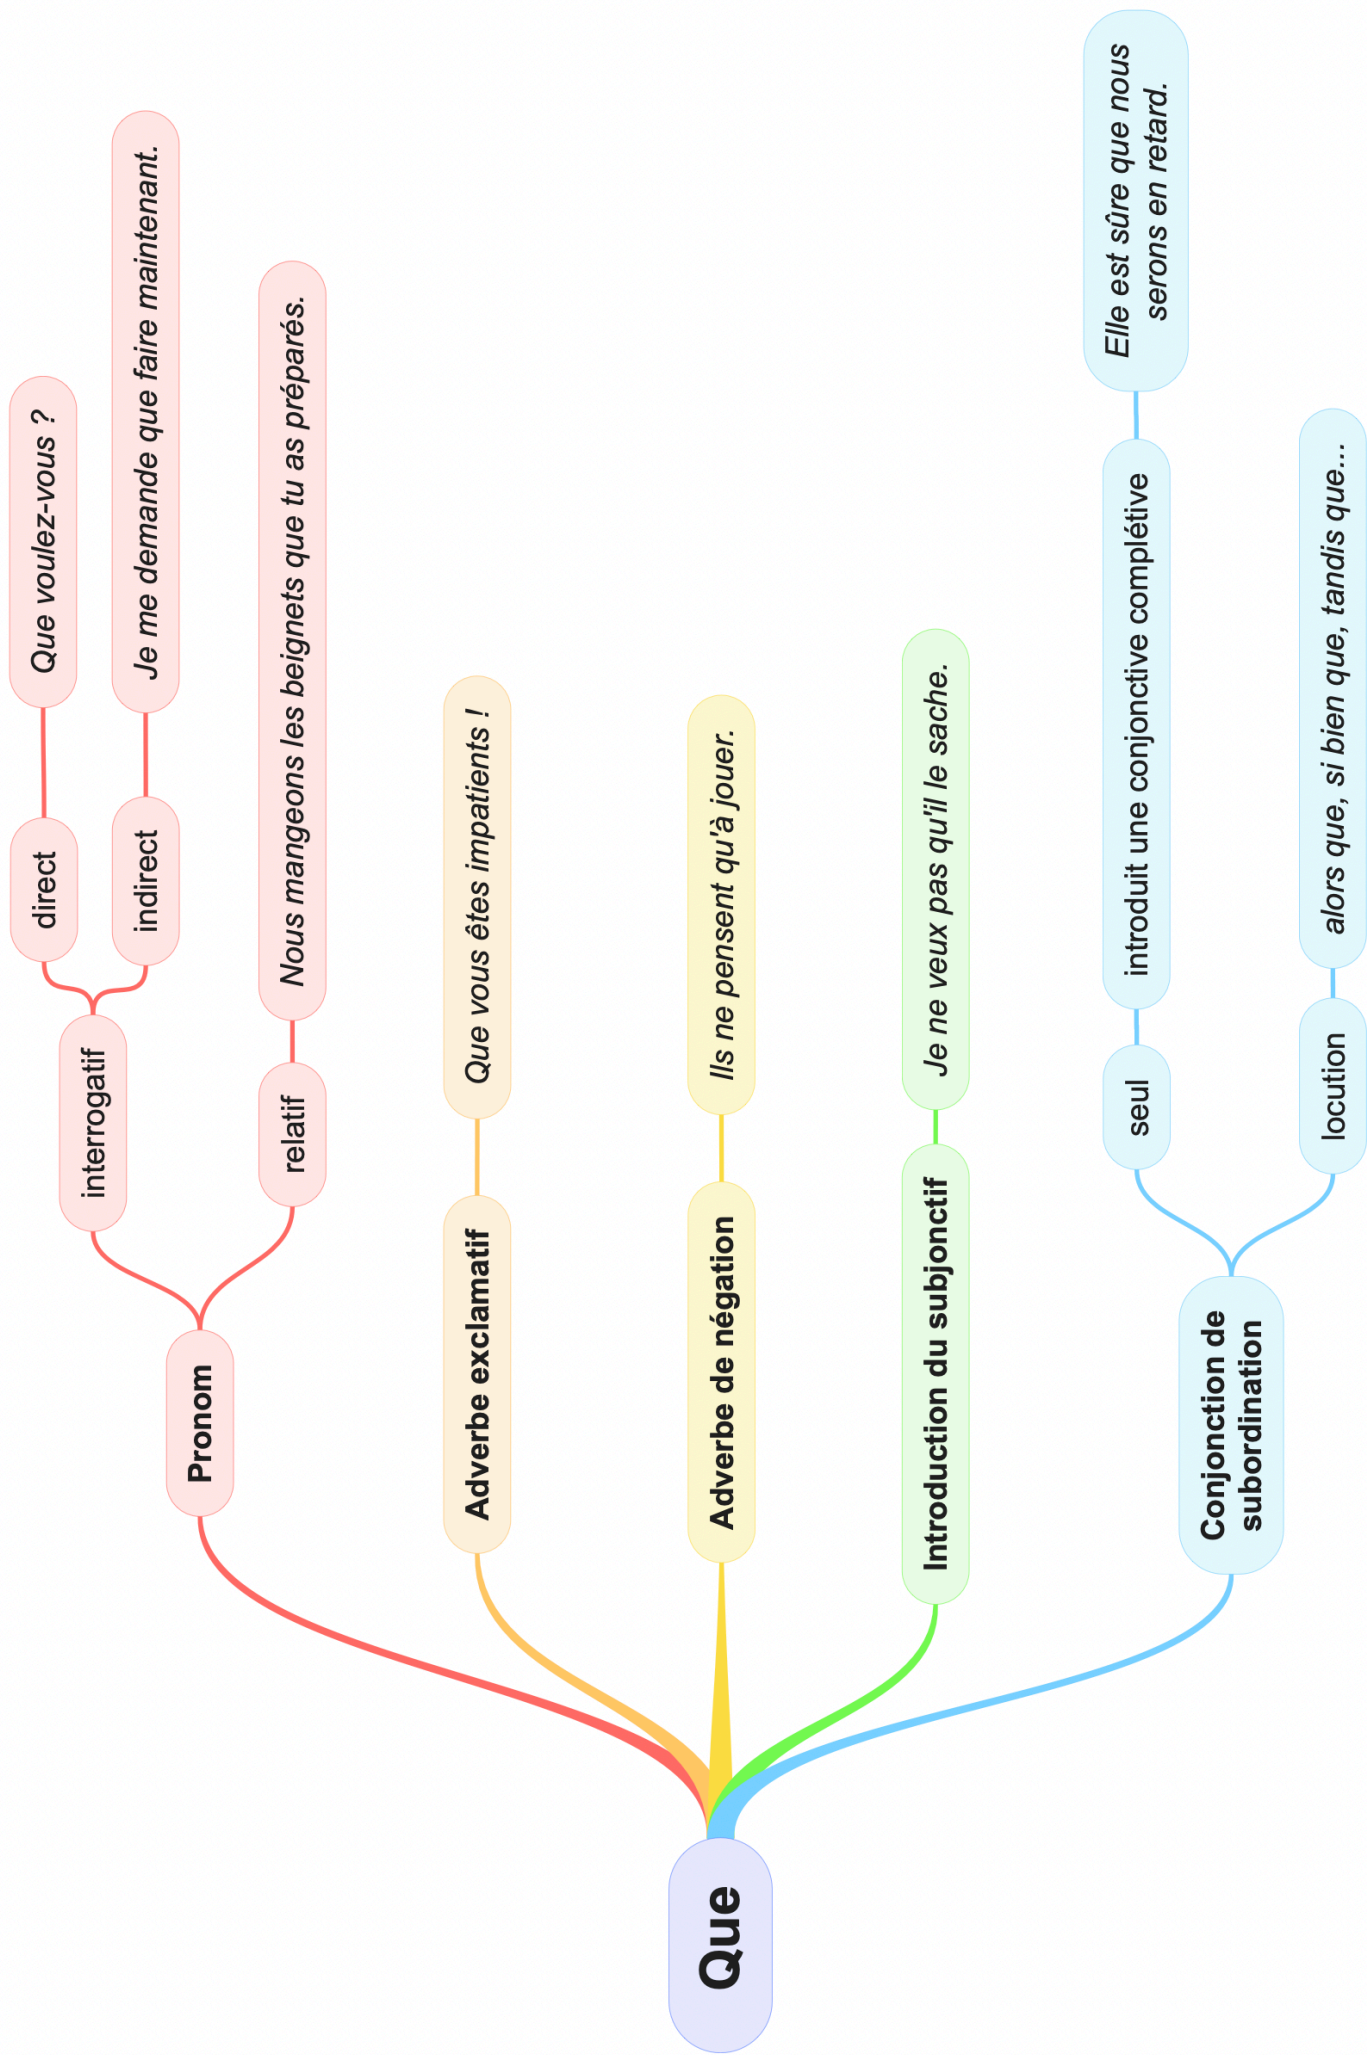 Que
Pronom
interrogatif
direct
Que voulez-vous ?
indirect
Je me demande que faire maintenant.
relatif
Nous mangeons les beignets que tu as préparés.
Adverbe exclamatif
Que vous êtes impatients !
Adverbe de négation
Ils ne pensent qu'à jouer.
Introduction du subjonctif
Je ne veux pas qu'il le sache.
Conjonction de
subordination
seul
introduit une conjonctive complétive
Elle est sûre que nous
serons en retard.
locution
alors que, si bien que, tandis que...